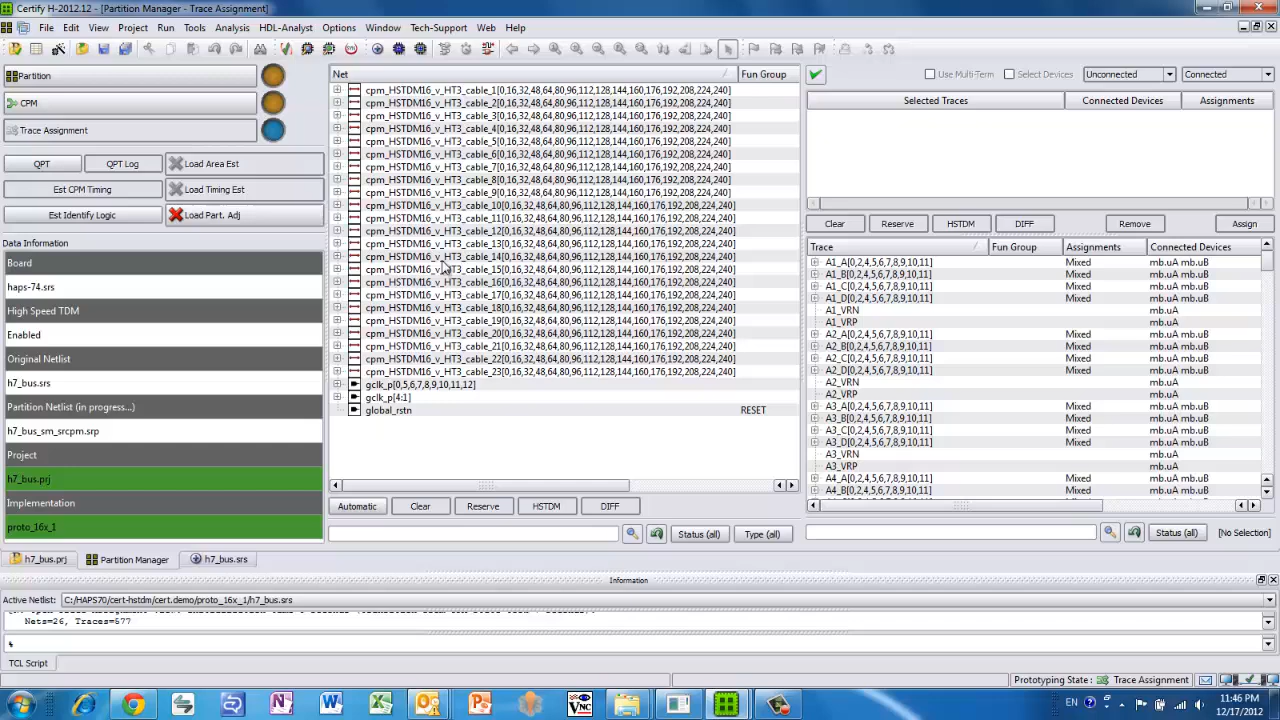 Certify H-2012.12 - [Partition Manager - Trace Assignment]
File Edit View Project Run Tools Analysis HDL-Analyst Options Window Tech-Support Web Help
Partition
CPM
Trace Assignment
QPT QPT Log Load Area Est
Est CPM Timing Load Timing Est
Est Identify Logic Load Part. Adj
Data Information
Board
haps-74.srs
High Speed TDM
Enabled
Original Netlist
h7_bus.srs
Partition Netlist (in progress...)
h7_bus_sm_srcpm.srp
Project
h7_bus.prj
Implementation
proto_16x_1
Net Fun Group
cpm_HSTDM16_v_HT3_cable_1[0,16,32,48,64,80,96,112,128,144,160,176,192,208,224,240]
cpm_HSTDM16_v_HT3_cable_2[0,16,32,48,64,80,96,112,128,144,160,176,192,208,224,240]
cpm_HSTDM16_v_HT3_cable_3[0,16,32,48,64,80,96,112,128,144,160,176,192,208,224,240]
cpm_HSTDM16_v_HT3_cable_4[0,16,32,48,64,80,96,112,128,144,160,176,192,208,224,240]
cpm_HSTDM16_v_HT3_cable_5[0,16,32,48,64,80,96,112,128,144,160,176,192,208,224,240]
cpm_HSTDM16_v_HT3_cable_6[0,16,32,48,64,80,96,112,128,144,160,176,192,208,224,240]
cpm_HSTDM16_v_HT3_cable_7[0,16,32,48,64,80,96,112,128,144,160,176,192,208,224,240]
cpm_HSTDM16_v_HT3_cable_8[0,16,32,48,64,80,96,112,128,144,160,176,192,208,224,240]
cpm_HSTDM16_v_HT3_cable_9[0,16,32,48,64,80,96,112,128,144,160,176,192,208,224,240]
cpm_HSTDM16_v_HT3_cable_10[0,16,32,48,64,80,96,112,128,144,160,176,192,208,224,240]
cpm_HSTDM16_v_HT3_cable_11[0,16,32,48,64,80,96,112,128,144,160,176,192,208,224,240]
cpm_HSTDM16_v_HT3_cable_12[0,16,32,48,64,80,96,112,128,144,160,176,192,208,224,240]
cpm_HSTDM16_v_HT3_cable_13[0,16,32,48,64,80,96,112,128,144,160,176,192,208,224,240]
cpm_HSTDM16_v_HT3_cable_14[0,16,32,48,64,80,96,112,128,144,160,176,192,208,224,240]
cpm_HSTDM16_v_HT3_cable_15[0,16,32,48,64,80,96,112,128,144,160,176,192,208,224,240]
cpm_HSTDM16_v_HT3_cable_16[0,16,32,48,64,80,96,112,128,144,160,176,192,208,224,240]
cpm_HSTDM16_v_HT3_cable_17[0,16,32,48,64,80,96,112,128,144,160,176,192,208,224,240]
cpm_HSTDM16_v_HT3_cable_18[0,16,32,48,64,80,96,112,128,144,160,176,192,208,224,240]
cpm_HSTDM16_v_HT3_cable_19[0,16,32,48,64,80,96,112,128,144,160,176,192,208,224,240]
cpm_HSTDM16_v_HT3_cable_20[0,16,32,48,64,80,96,112,128,144,160,176,192,208,224,240]
cpm_HSTDM16_v_HT3_cable_21[0,16,32,48,64,80,96,112,128,144,160,176,192,208,224,240]
cpm_HSTDM16_v_HT3_cable_22[0,16,32,48,64,80,96,112,128,144,160,176,192,208,224,240]
cpm_HSTDM16_v_HT3_cable_23[0,16,32,48,64,80,96,112,128,144,160,176,192,208,224,240]
gclk_p[0,5,6,7,8,9,10,11,12]
gclk_p[4:1]
global_rstn RESET
Automatic Clear Reserve HSTDM DIFF
Status (all) Type (all)
Use Multi-Term Select Devices Unconnected Connected
Selected Traces Connected Devices Assignments
Clear Reserve HSTDM DIFF Remove Assign
Trace Fun Group Assignments Connected Devices
A1_A[0,2,4,5,6,7,8,9,10,11] Mixed mb.uA mb.uB
A1_B[0,2,4,5,6,7,8,9,10,11] Mixed mb.uA mb.uB
A1_C[0,2,4,5,6,7,8,9,10,11] Mixed mb.uA mb.uB
A1_D[0,2,4,5,6,7,8,9,10,11] Mixed mb.uA mb.uB
A1_VRN mb.uA
A1_VRP mb.uA
A2_A[0,2,4,5,6,7,8,9,10,11] Mixed mb.uA mb.uB
A2_B[0,2,4,5,6,7,8,9,10,11] Mixed mb.uA mb.uB
A2_C[0,2,4,5,6,7,8,9,10,11] Mixed mb.uA mb.uB
A2_D[0,2,4,5,6,7,8,9,10,11] Mixed mb.uA mb.uB
A2_VRN mb.uA
A2_VRP mb.uA
A3_A[0,2,4,5,6,7,8,9,10,11] Mixed mb.uA mb.uB
A3_B[0,2,4,5,6,7,8,9,10,11] Mixed mb.uA mb.uB
A3_C[0,2,4,5,6,7,8,9,10,11] Mixed mb.uA mb.uB
A3_D[0,2,4,5,6,7,8,9,10,11] Mixed mb.uA mb.uB
A3_VRN mb.uA
A3_VRP mb.uA
A4_A[0,2,4,5,6,7,8,9,10,11] Mixed mb.uA mb.uB
A4_B[0,2,4,5,6,7,8,9,10,11] Mixed mb.uA mb.uB
Status (all) [No Selection]
h7_bus.prj Partition Manager h7_bus.srs
Information
Active Netlist: C:/HAPS70/cert-hstdm/cert.demo/proto_16x_1/h7_bus.srs
Nets=26, Traces=577
%
TCL Script
Prototyping State: Trace Assignment
EN 11:46 PM
12/17/2012